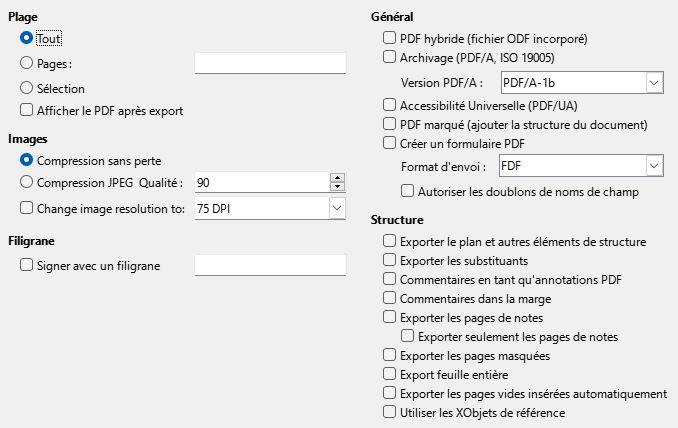 Plage
Tout
Pages :
Sélection
Afficher le PDF après export
Images
Compression sans perte
Compression JPEG Qualité : 90
Change image resolution to: 75 DPI
Filigrane
Signer avec un filigrane
Général
PDF hybride (fichier ODF incorporé)
Archivage (PDF/A, ISO 19005)
Version PDF/A : PDF/A-1b
Accessibilité Universelle (PDF/UA)
PDF marqué (ajouter la structure du document)
Créer un formulaire PDF
Format d'envoi : FDF
Autoriser les doublons de noms de champ
Structure
Exporter le plan et autres éléments de structure
Exporter les substituants
Commentaires en tant qu'annotations PDF
Commentaires dans la marge
Exporter les pages de notes
Exporter seulement les pages de notes
Exporter les pages masquées
Export feuille entière
Exporter les pages vides insérées automatiquement
Utiliser les XObjets de référence